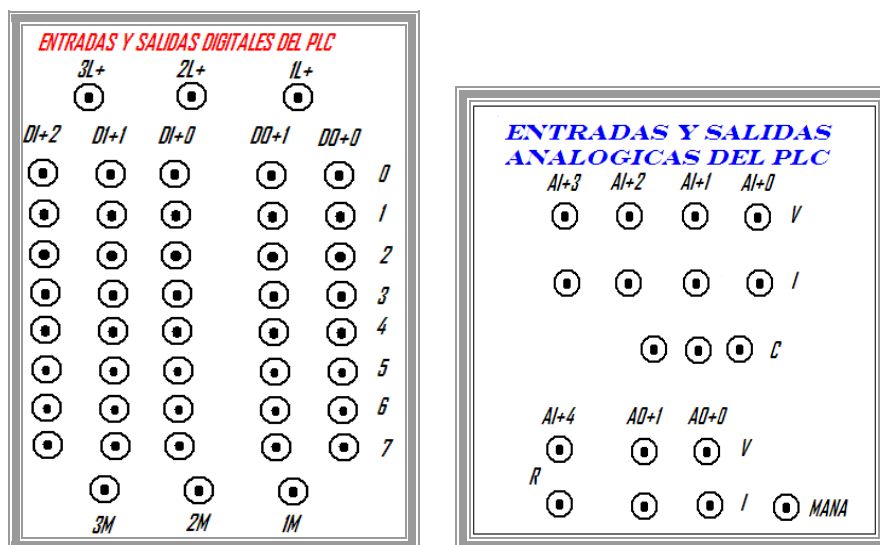 ENTRADAS Y SALIDAS DIGITALES DEL PLC
3L+ 2L+ 1L+
DI+2 DI+1 DI+0 DO+1 DO+0
0
1
2
3
4
5
6
7
3M 2M 1M
ENTRADAS Y SALIDAS
ANALOGICAS DEL PLC
AI+3 AI+2 AI+1 AI+0
V
I
C
AI+4 AO+1 AO+0
V
R
I MANA